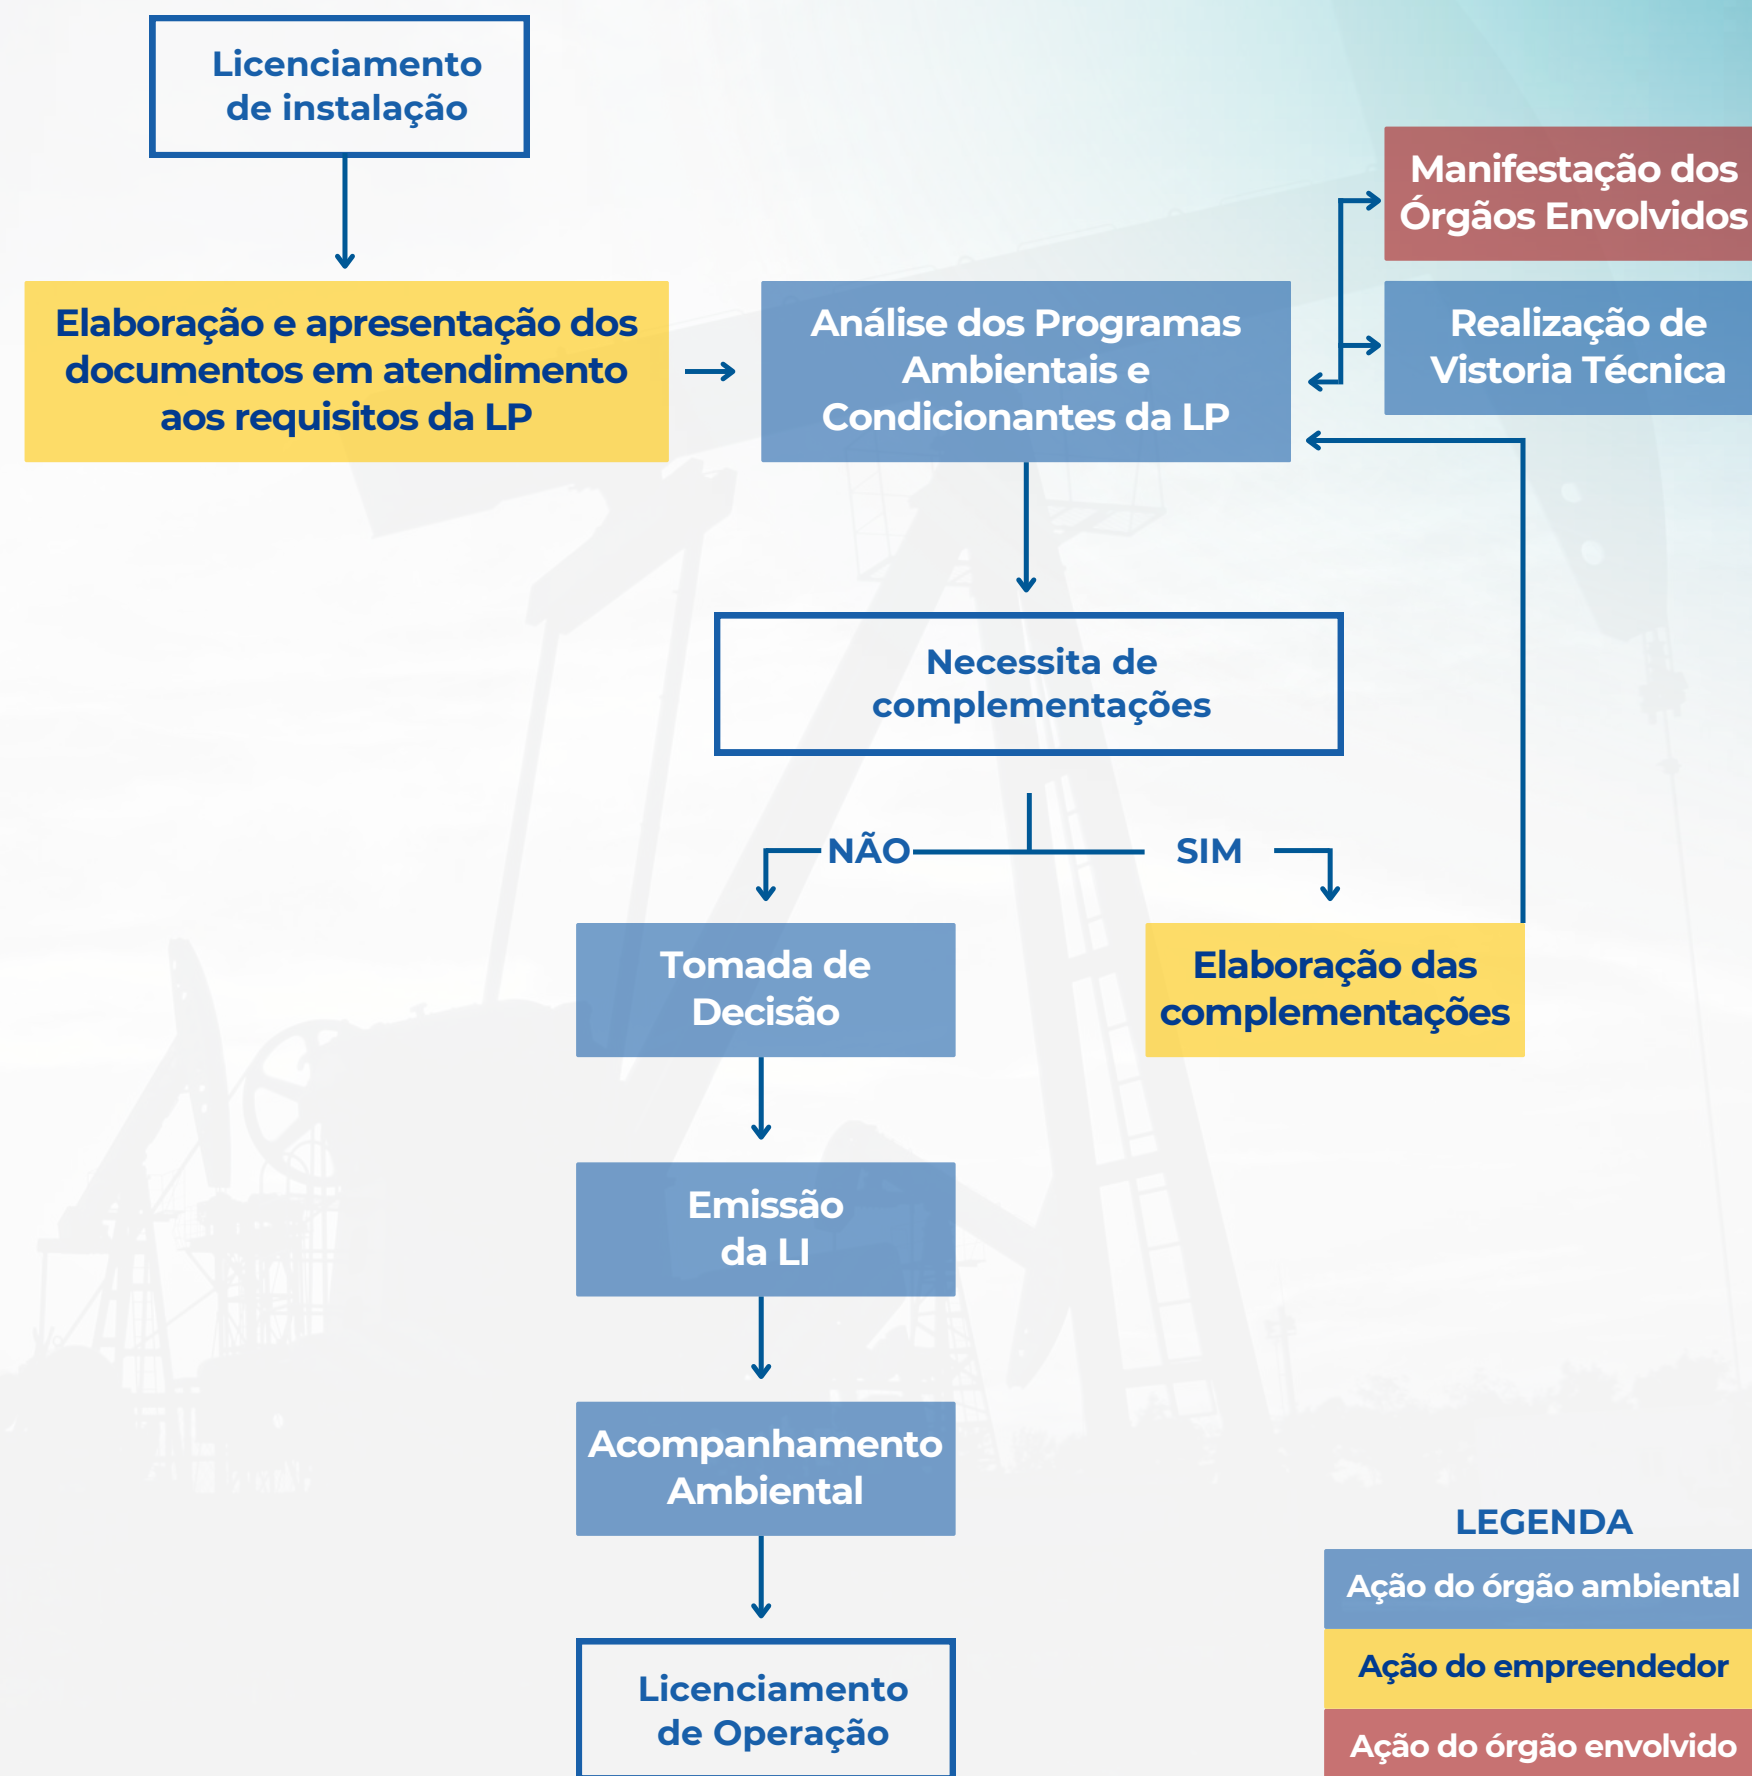 Licenciamento
de instalação
Manifestação dos
Órgãos Envolvidos
Elaboração e apresentação dos
documentos em atendimento
aos requisitos da LP
Análise dos Programas
Ambientais e
Condicionantes da LP
Realização de
Vistoria Técnica
Necessita de
complementações
NÃO
SIM
Tomada de
Decisão
Elaboração das
complementações
Emissão
da LI
Acompanhamento
Ambiental
Licenciamento
de Operação
LEGENDA
Ação do órgão ambiental
Ação do empreendedor
Ação do órgão envolvido